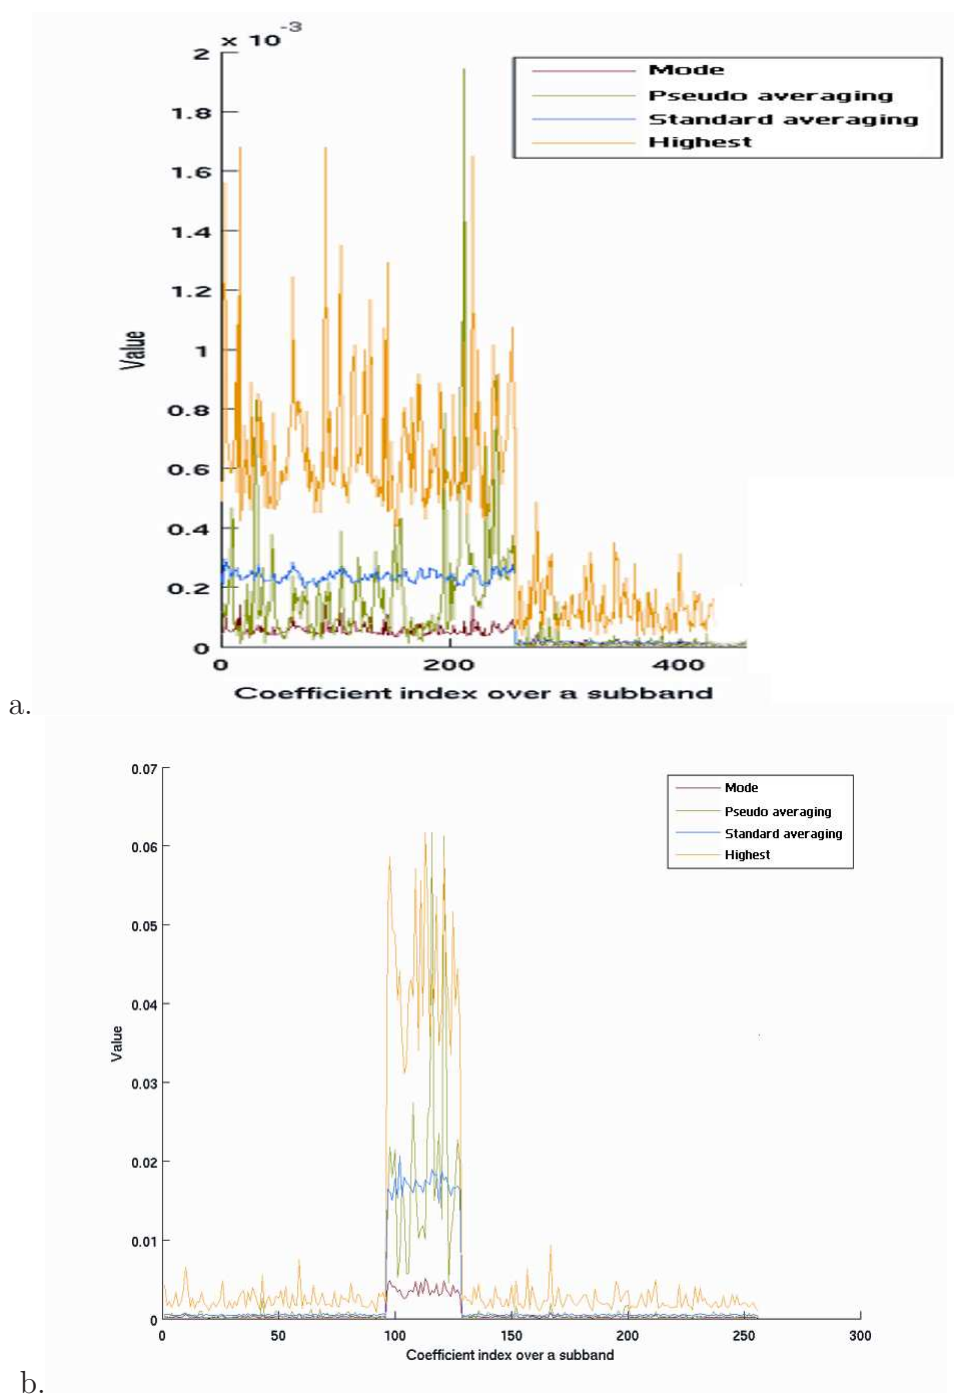 × 10⁻³
2
1.8
1.6
1.4
1.2
1
0.8
0.6
0.4
0.2
0
0 200 400
Value
Coefficient index over a subband
Mode
Pseudo averaging
Standard averaging
Highest
a.
0.07
0.06
0.05
0.04
0.03
0.02
0.01
0
0 50 100 150 200 250 300
Value
Coefficient index over a subband
Mode
Pseudo averaging
Standard averaging
Highest
b.